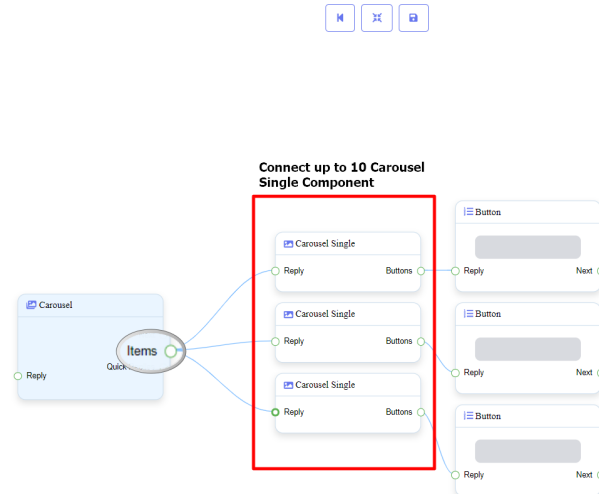 Connect up to 10 Carousel
Single Component
Button
Carousel Single
Reply
Buttons
Reply
Next
Carousel
Items
Quick
Reply
Carousel Single
Reply
Buttons
Button
Reply
Next
Carousel Single
Reply
Buttons
Button
Reply
Next